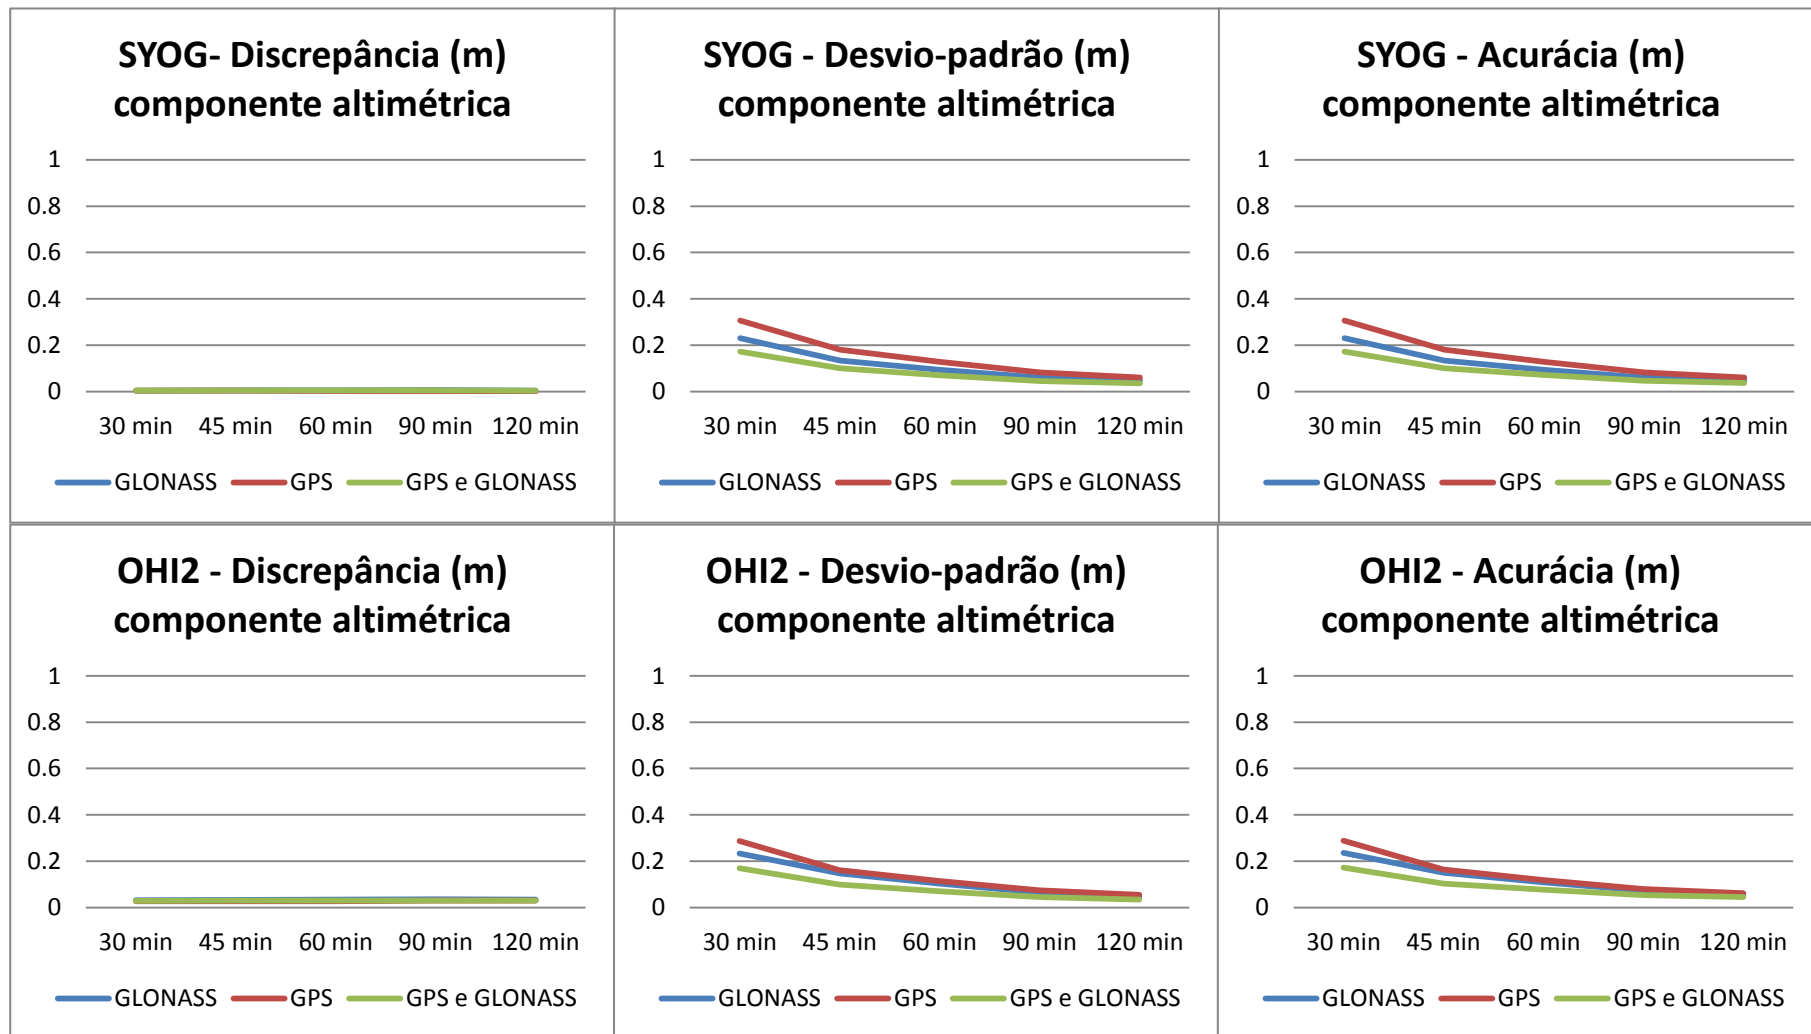 SYOG- Discrepância (m)
componente altimétrica
1
0.8
0.6
0.4
0.2
0
30 min 45 min 60 min 90 min 120 min
GLONASS GPS GPS e GLONASS
SYOG - Desvio-padrão (m)
componente altimétrica
1
0.8
0.6
0.4
0.2
0
30 min 45 min 60 min 90 min 120 min
GLONASS GPS GPS e GLONASS
SYOG - Acurácia (m)
componente altimétrica
1
0.8
0.6
0.4
0.2
0
30 min 45 min 60 min 90 min 120 min
GLONASS GPS GPS e GLONASS
OHI2 - Discrepância (m)
componente altimétrica
1
0.8
0.6
0.4
0.2
0
30 min 45 min 60 min 90 min 120 min
GLONASS GPS GPS e GLONASS
OHI2 - Desvio-padrão (m)
componente altimétrica
1
0.8
0.6
0.4
0.2
0
30 min 45 min 60 min 90 min 120 min
GLONASS GPS GPS e GLONASS
OHI2 - Acurácia (m)
componente altimétrica
1
0.8
0.6
0.4
0.2
0
30 min 45 min 60 min 90 min 120 min
GLONASS GPS GPS e GLONASS